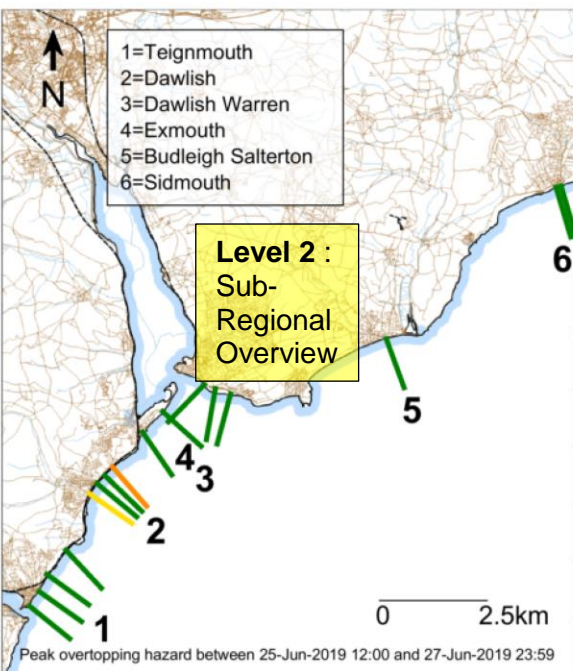 1=Teignmouth
2=Dawlish
3=Dawlish Warren
4=Exmouth
5=Budleigh Salterton
6=Sidmouth
N
Level 2 :
Sub-
Regional
Overview
6
5
4
3
2
1
0 2.5km
Peak overtopping hazard between 25-Jun-2019 12:00 and 27-Jun-2019 23:59